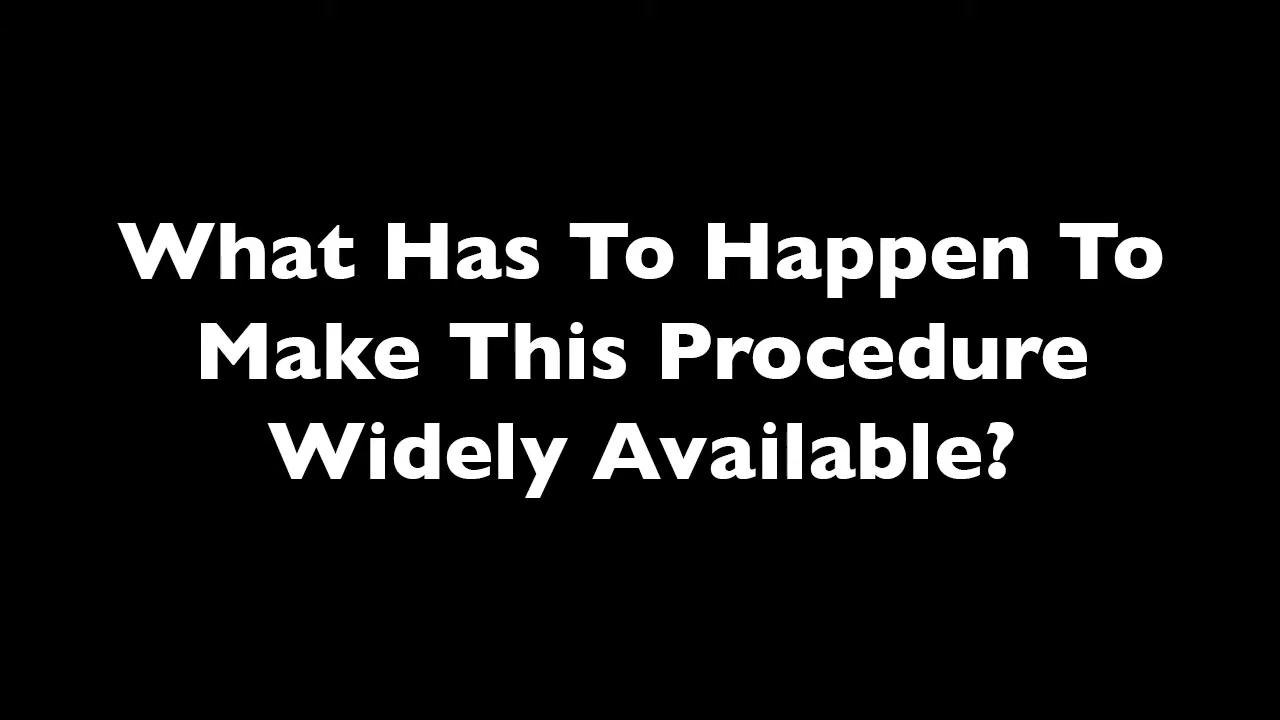 What Has To Happen To
Make This Procedure
Widely Available?